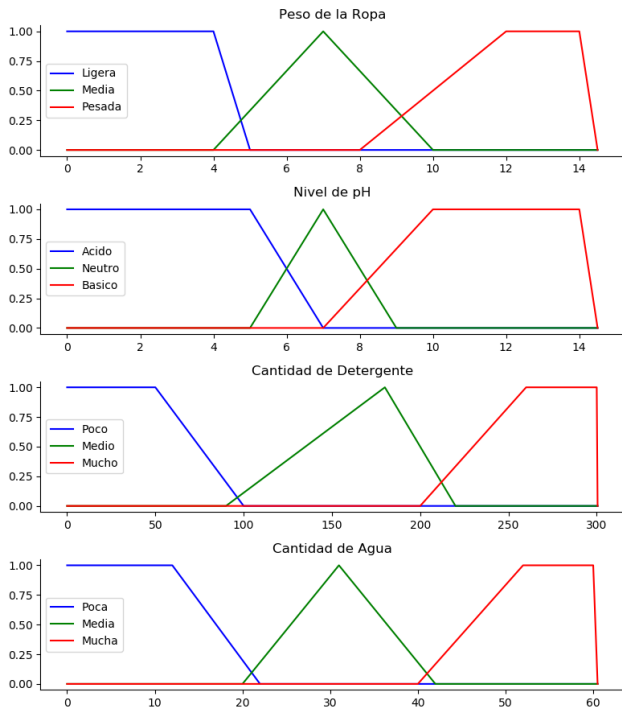 Peso de la Ropa
1.00
0.75
0.50
0.25
0.00
Ligera
Media
Pesada
0 2 4 6 8 10 12 14
Nivel de pH
1.00
0.75
0.50
0.25
0.00
Acido
Neutro
Basico
0 2 4 6 8 10 12 14
Cantidad de Detergente
1.00
0.75
0.50
0.25
0.00
Poco
Medio
Mucho
0 50 100 150 200 250 300
Cantidad de Agua
1.00
0.75
0.50
0.25
0.00
Poca
Media
Mucha
0 10 20 30 40 50 60